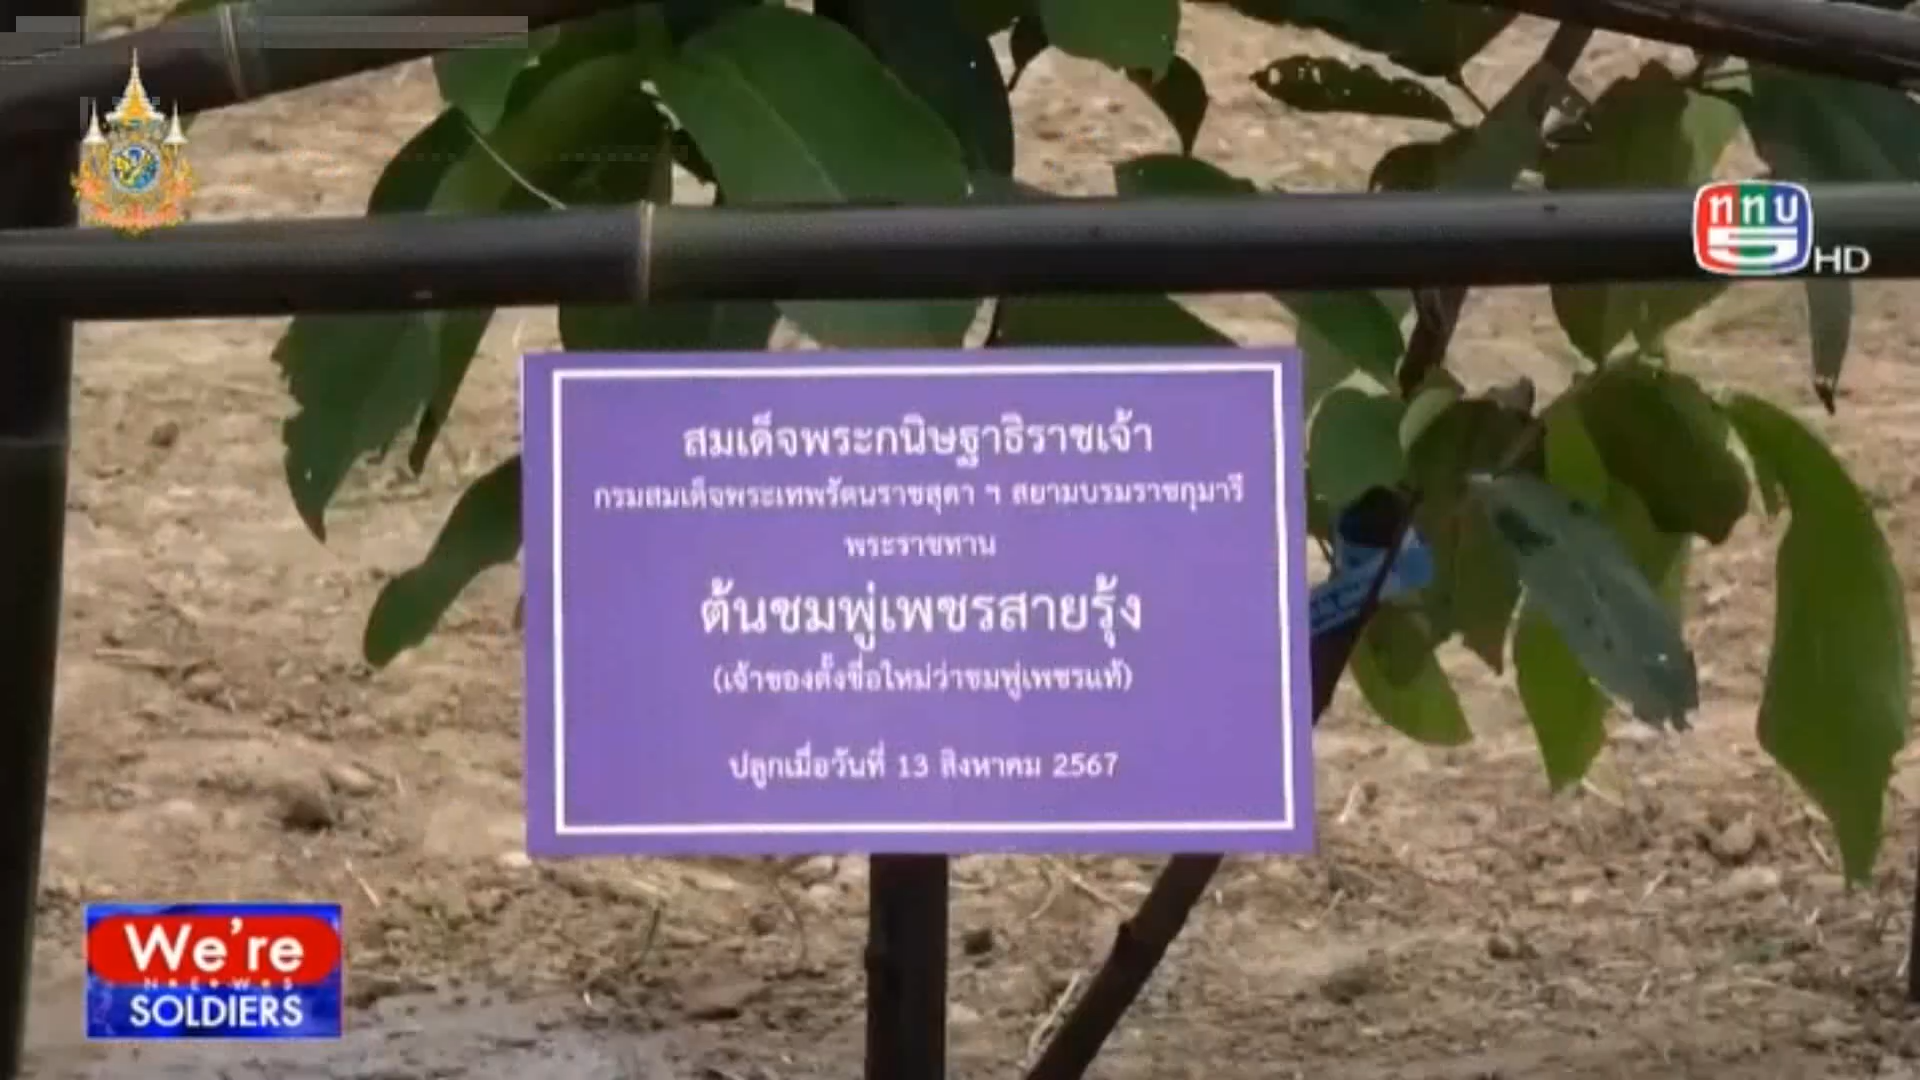 ททบ
5 HD
สมเด็จพระกนิษฐาธิราชเจ้า
กรมสมเด็จพระเทพรัตนราชสุดา ฯ สยามบรมราชกุมารี
พระราชทาน
ต้นชมพู่เพชรสายรุ้ง
(เจ้าของตั้งชื่อใหม่ว่าชมพู่เพชรแท้)
ปลูกเมื่อวันที่ 13 สิงหาคม 2567
We're
NEWS
SOLDIERS